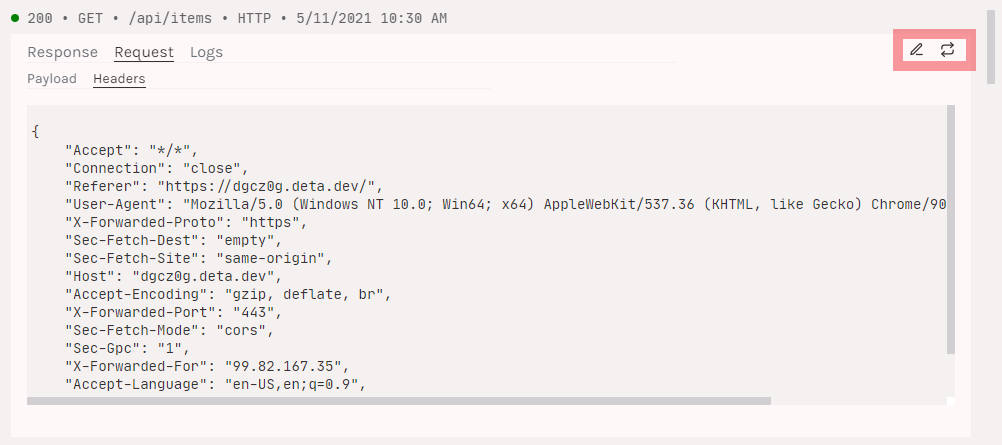 200 • GET • /api/items • HTTP • 5/11/2021 10:30 AM
Response Request Logs
Payload Headers
{
    "Accept": "*/*",
    "Connection": "close",
    "Referer": "https://dgcz0g.deta.dev/",
    "User-Agent": "Mozilla/5.0 (Windows NT 10.0; Win64; x64) AppleWebKit/537.36 (KHTML, like Gecko) Chrome/90
    "X-Forwarded-Proto": "https",
    "Sec-Fetch-Dest": "empty",
    "Sec-Fetch-Site": "same-origin",
    "Host": "dgcz0g.deta.dev",
    "Accept-Encoding": "gzip, deflate, br",
    "X-Forwarded-Port": "443",
    "Sec-Fetch-Mode": "cors",
    "Sec-Gpc": "1",
    "X-Forwarded-For": "99.82.167.35",
    "Accept-Language": "en-US,en;q=0.9",